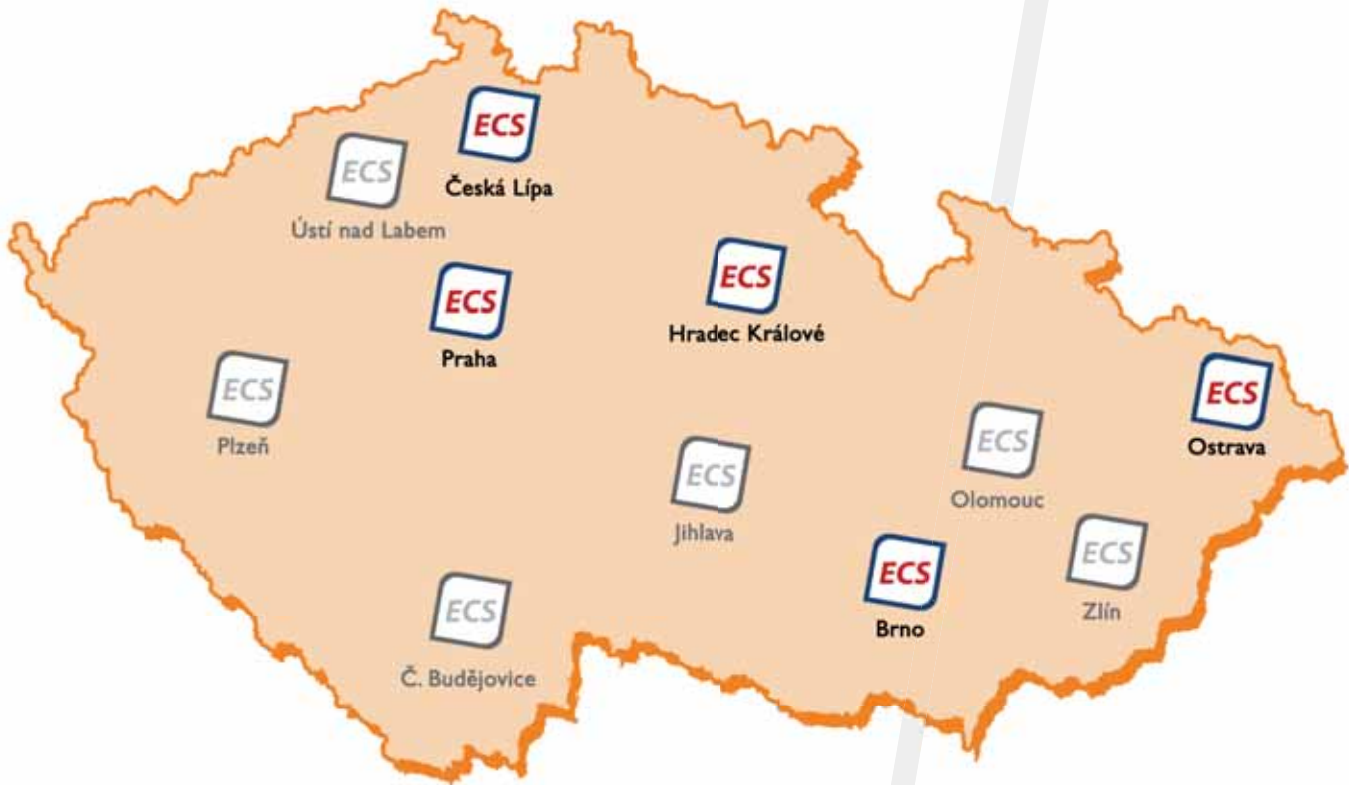 ECS
Česká Lípa
ECS
Ústí nad Labem
ECS
Hradec Králové
ECS
Praha
ECS
Plzeň
ECS
Ostrava
ECS
Olomouc
ECS
Jihlava
ECS
Zlín
ECS
Brno
ECS
Č. Budějovice